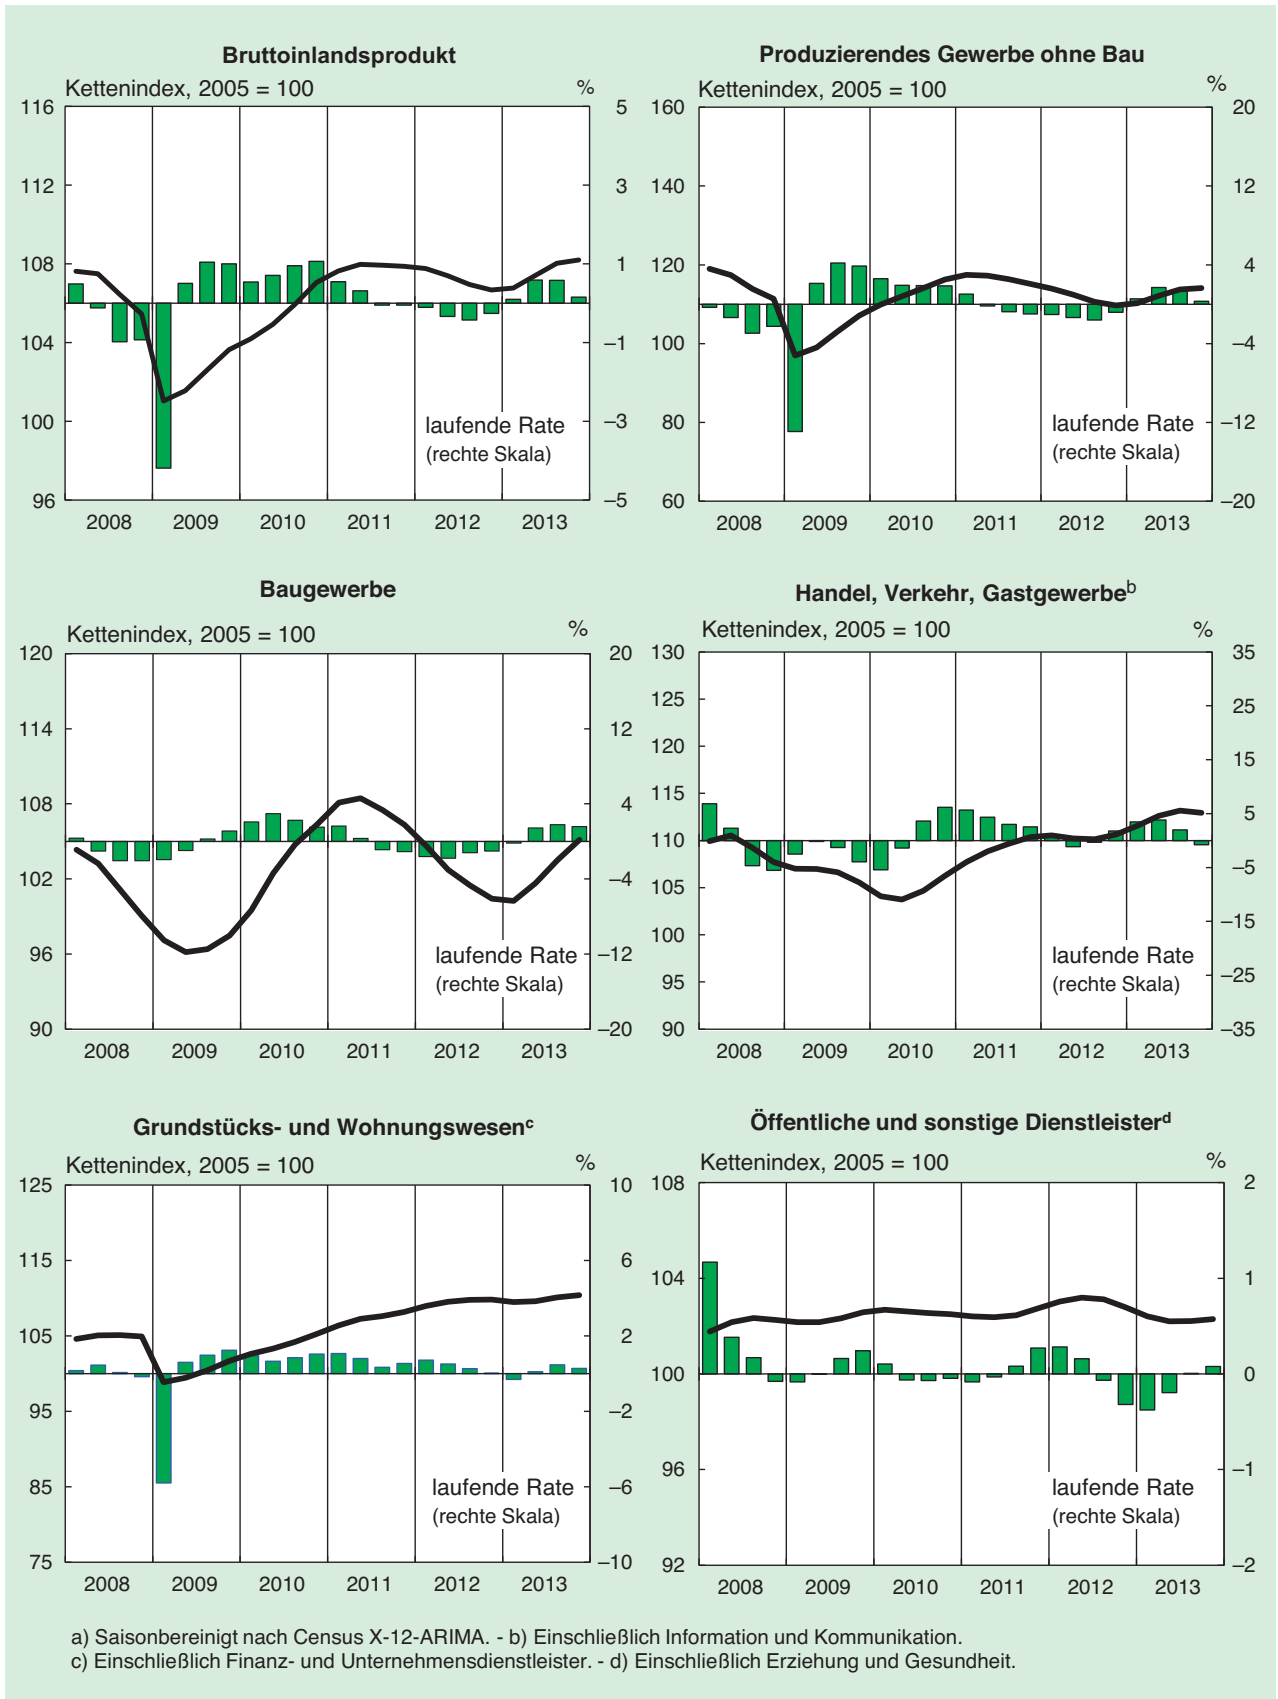 Bruttoinlandsprodukt
Kettenindex, 2005 = 100 %
116 5
112 3
108 1
104 –1
100 –3
96 –5
laufende Rate
(rechte Skala)
2008 2009 2010 2011 2012 2013
Produzierendes Gewerbe ohne Bau
Kettenindex, 2005 = 100 %
160 20
140 12
120 4
100 –4
80 –12
60 –20
laufende Rate
(rechte Skala)
2008 2009 2010 2011 2012 2013
Baugewerbe
Kettenindex, 2005 = 100 %
120 20
114 12
108 4
102 –4
96 –12
90 –20
laufende Rate
(rechte Skala)
2008 2009 2010 2011 2012 2013
Handel, Verkehr, Gastgewerbeb
Kettenindex, 2005 = 100 %
130 35
125 25
120 15
115 5
110 –5
105 –15
100 –25
95 –35
90
laufende Rate
(rechte Skala)
2008 2009 2010 2011 2012 2013
Grundstücks- und Wohnungswesenc
Kettenindex, 2005 = 100 %
125 10
115 6
105 2
95 –2
85 –6
75 –10
laufende Rate
(rechte Skala)
2008 2009 2010 2011 2012 2013
Öffentliche und sonstige Dienstleisterd
Kettenindex, 2005 = 100 %
108 2
104 1
100 0
96 –1
92 –2
laufende Rate
(rechte Skala)
2008 2009 2010 2011 2012 2013
a) Saisonbereinigt nach Census X-12-ARIMA. - b) Einschließlich Information und Kommunikation.
c) Einschließlich Finanz- und Unternehmensdienstleister. - d) Einschließlich Erziehung und Gesundheit.